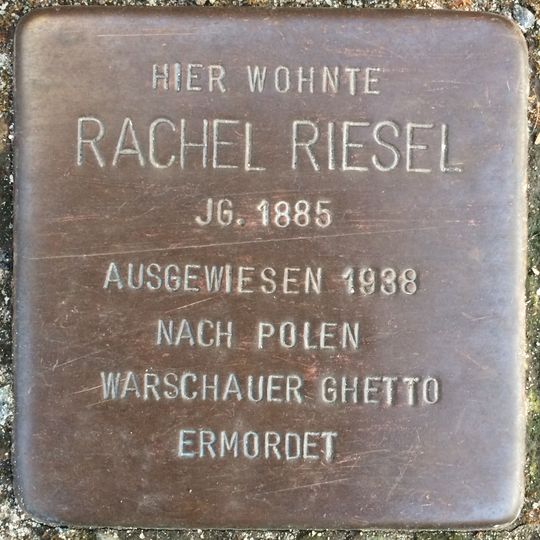 HIER WOHNTE
RACHEL RIESEL
JG. 1885
AUSGEWIESEN 1938
NACH POLEN
WARSCHAUER GHETTO
ERMORDET